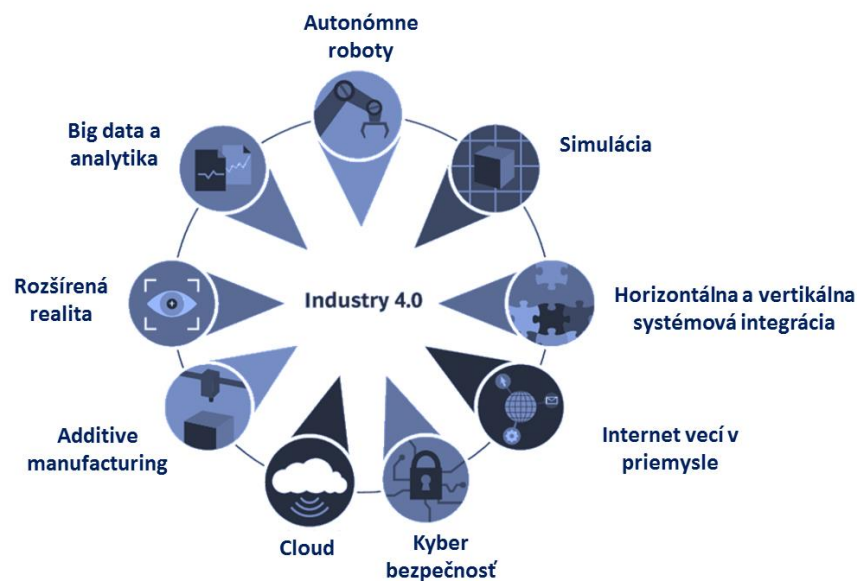 Autonómne
roboty
Big data a
analytika
Simulácia
Rozšírená
realita
Industry 4.0
Horizontálna a vertikálna
systémová integrácia
Additive
manufacturing
Internet vecí v
priemysle
Cloud
Kyber
bezpečnosť